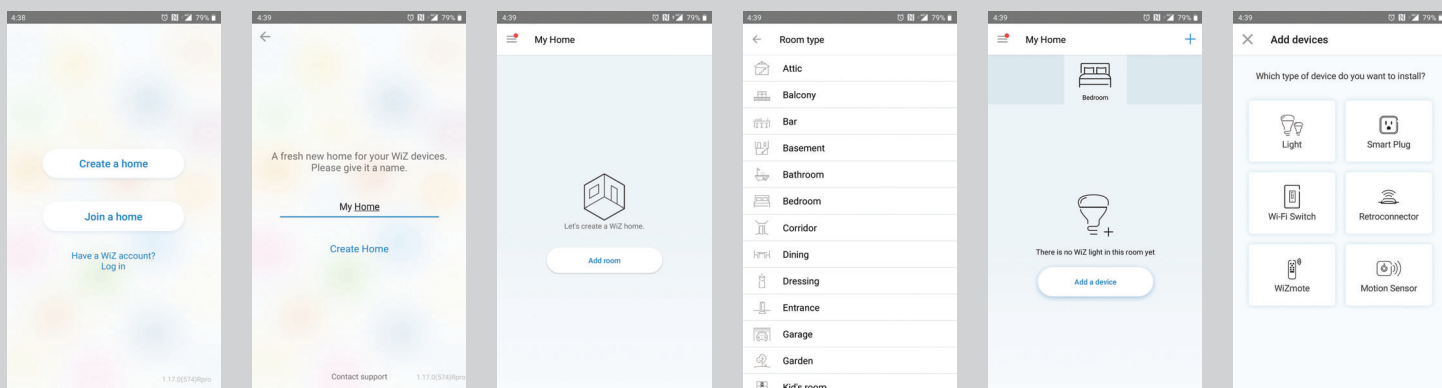 4:38
79%
Create a home
Join a home
Have a WiZ account?
Log in
1.17.0(574)Rpro
4:39
79%
A fresh new home for your WiZ devices.
Please give it a name.
My Home
Create Home
Contact support
1.17.0(574)Rpro
4:39
79%
My Home
Let's create a WiZ home.
Add room
4:39
79%
Room type
Attic
Balcony
Bar
Basement
Bathroom
Bedroom
Corridor
Dining
Dressing
Entrance
Garage
Garden
Kid's room
4:39
79%
My Home
Bedroom
There is no WiZ light in this room yet
Add a device
4:39
79%
Add devices
Which type of device do you want to install?
Light
Smart Plug
Wi-Fi Switch
Retroconnector
WiZmote
Motion Sensor